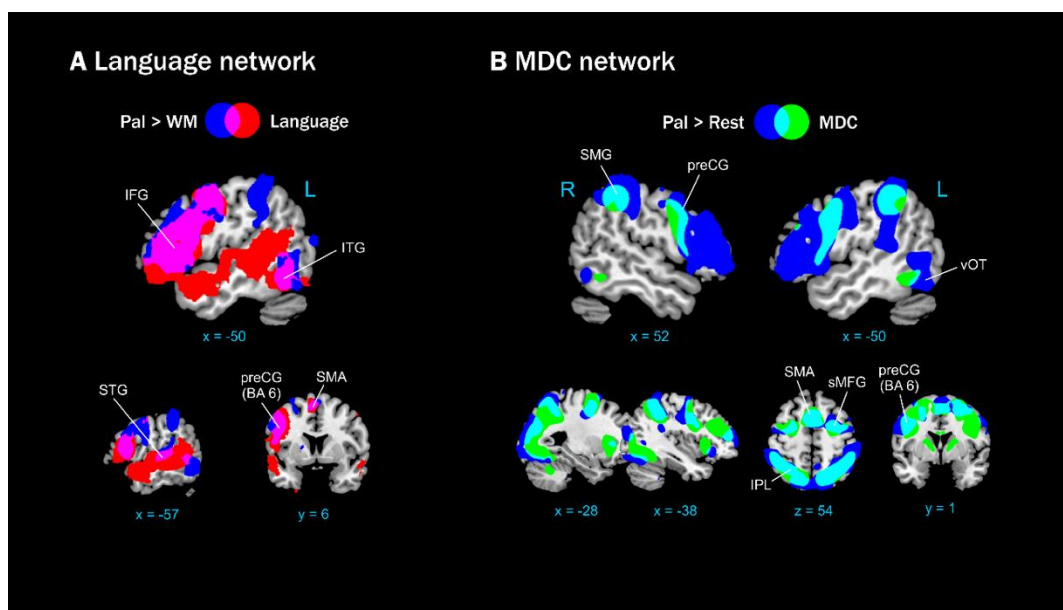 A Language network
Pal > WM Language
IFG
L
ITG
x = -50
STG
preCG
(BA 6)
SMA
x = -57
y = 6
B MDC network
Pal > Rest MDC
SMG
preCG
R
L
vOT
x = 52
x = -50
SMA
sMFG
preCG
(BA 6)
IPL
x = -28
x = -38
z = 54
y = 1